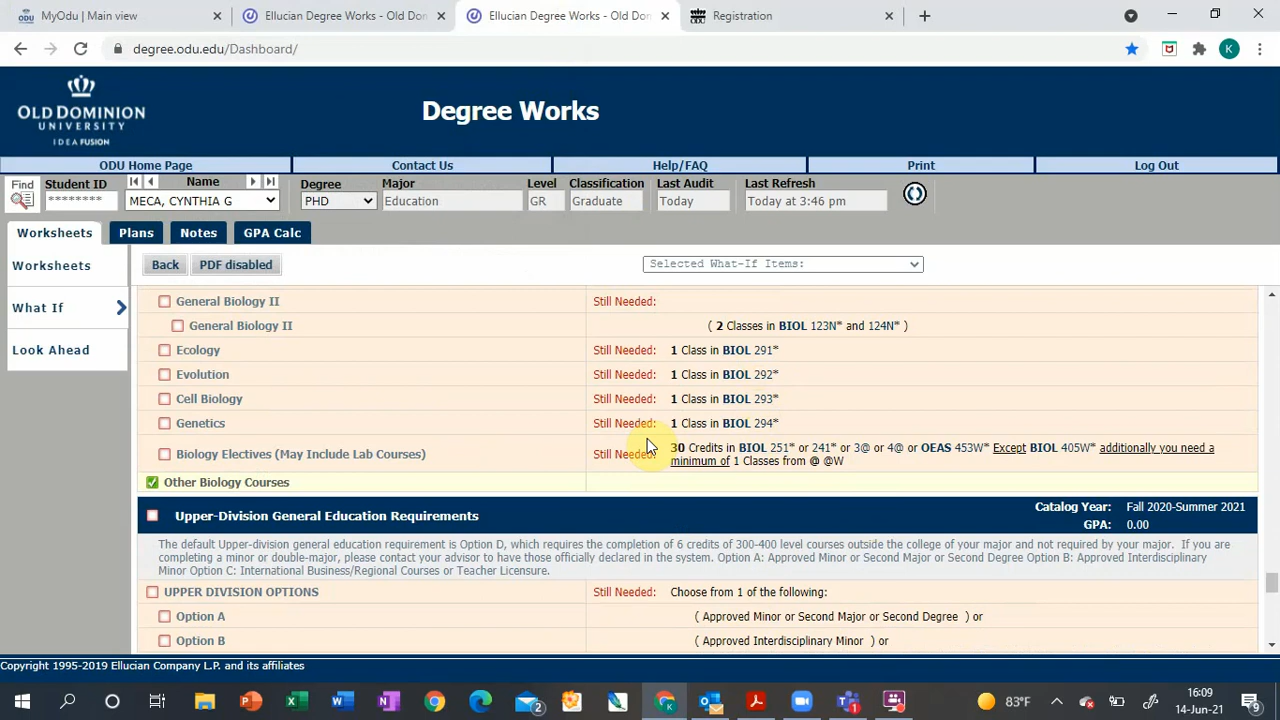 MyOdu | Main view
Ellucian Degree Works - Old Dom
Ellucian Degree Works - Old Dom
Registration
degree.odu.edu/Dashboard/
K
OLD DOMINION
UNIVERSITY
IDEA FUSION
Degree Works
ODU Home Page
Contact Us
Help/FAQ
Print
Log Out
Find
Student ID
Name
Degree
Major
Level
Classification
Last Audit
Last Refresh
********
MECA, CYNTHIA G
PHD
Education
GR
Graduate
Today
Today at 3:46 pm
Worksheets
Plans
Notes
GPA Calc
Worksheets
What If
Look Ahead
Back
PDF disabled
Selected What-If Items:
General Biology II Still Needed:
General Biology II ( 2 Classes in BIOL 123N* and 124N* )
Ecology Still Needed: 1 Class in BIOL 291*
Evolution Still Needed: 1 Class in BIOL 292*
Cell Biology Still Needed: 1 Class in BIOL 293*
Genetics Still Needed: 1 Class in BIOL 294*
Biology Electives (May Include Lab Courses) Still Needed: 30 Credits in BIOL 251* or 241* or 3@ or 4@ or OEAS 453W* Except BIOL 405W* additionally you need a
minimum of 1 Classes from @ @W
Other Biology Courses
Upper-Division General Education Requirements
Catalog Year: Fall 2020-Summer 2021
GPA: 0.00
The default Upper-division general education requirement is Option D, which requires the completion of 6 credits of 300-400 level courses outside the college of your major and not required by your major. If you are
completing a minor or double-major, please contact your advisor to have those officially declared in the system. Option A: Approved Minor or Second Major or Second Degree Option B: Approved Interdisciplinary
Minor Option C: International Business/Regional Courses or Teacher Licensure.
UPPER DIVISION OPTIONS Still Needed: Choose from 1 of the following:
Option A ( Approved Minor or Second Major or Second Degree ) or
Option B ( Approved Interdisciplinary Minor ) or
Copyright 1995-2019 Ellucian Company L.P. and its affiliates
2
1
83°F
16:09
14-Jun-21
9